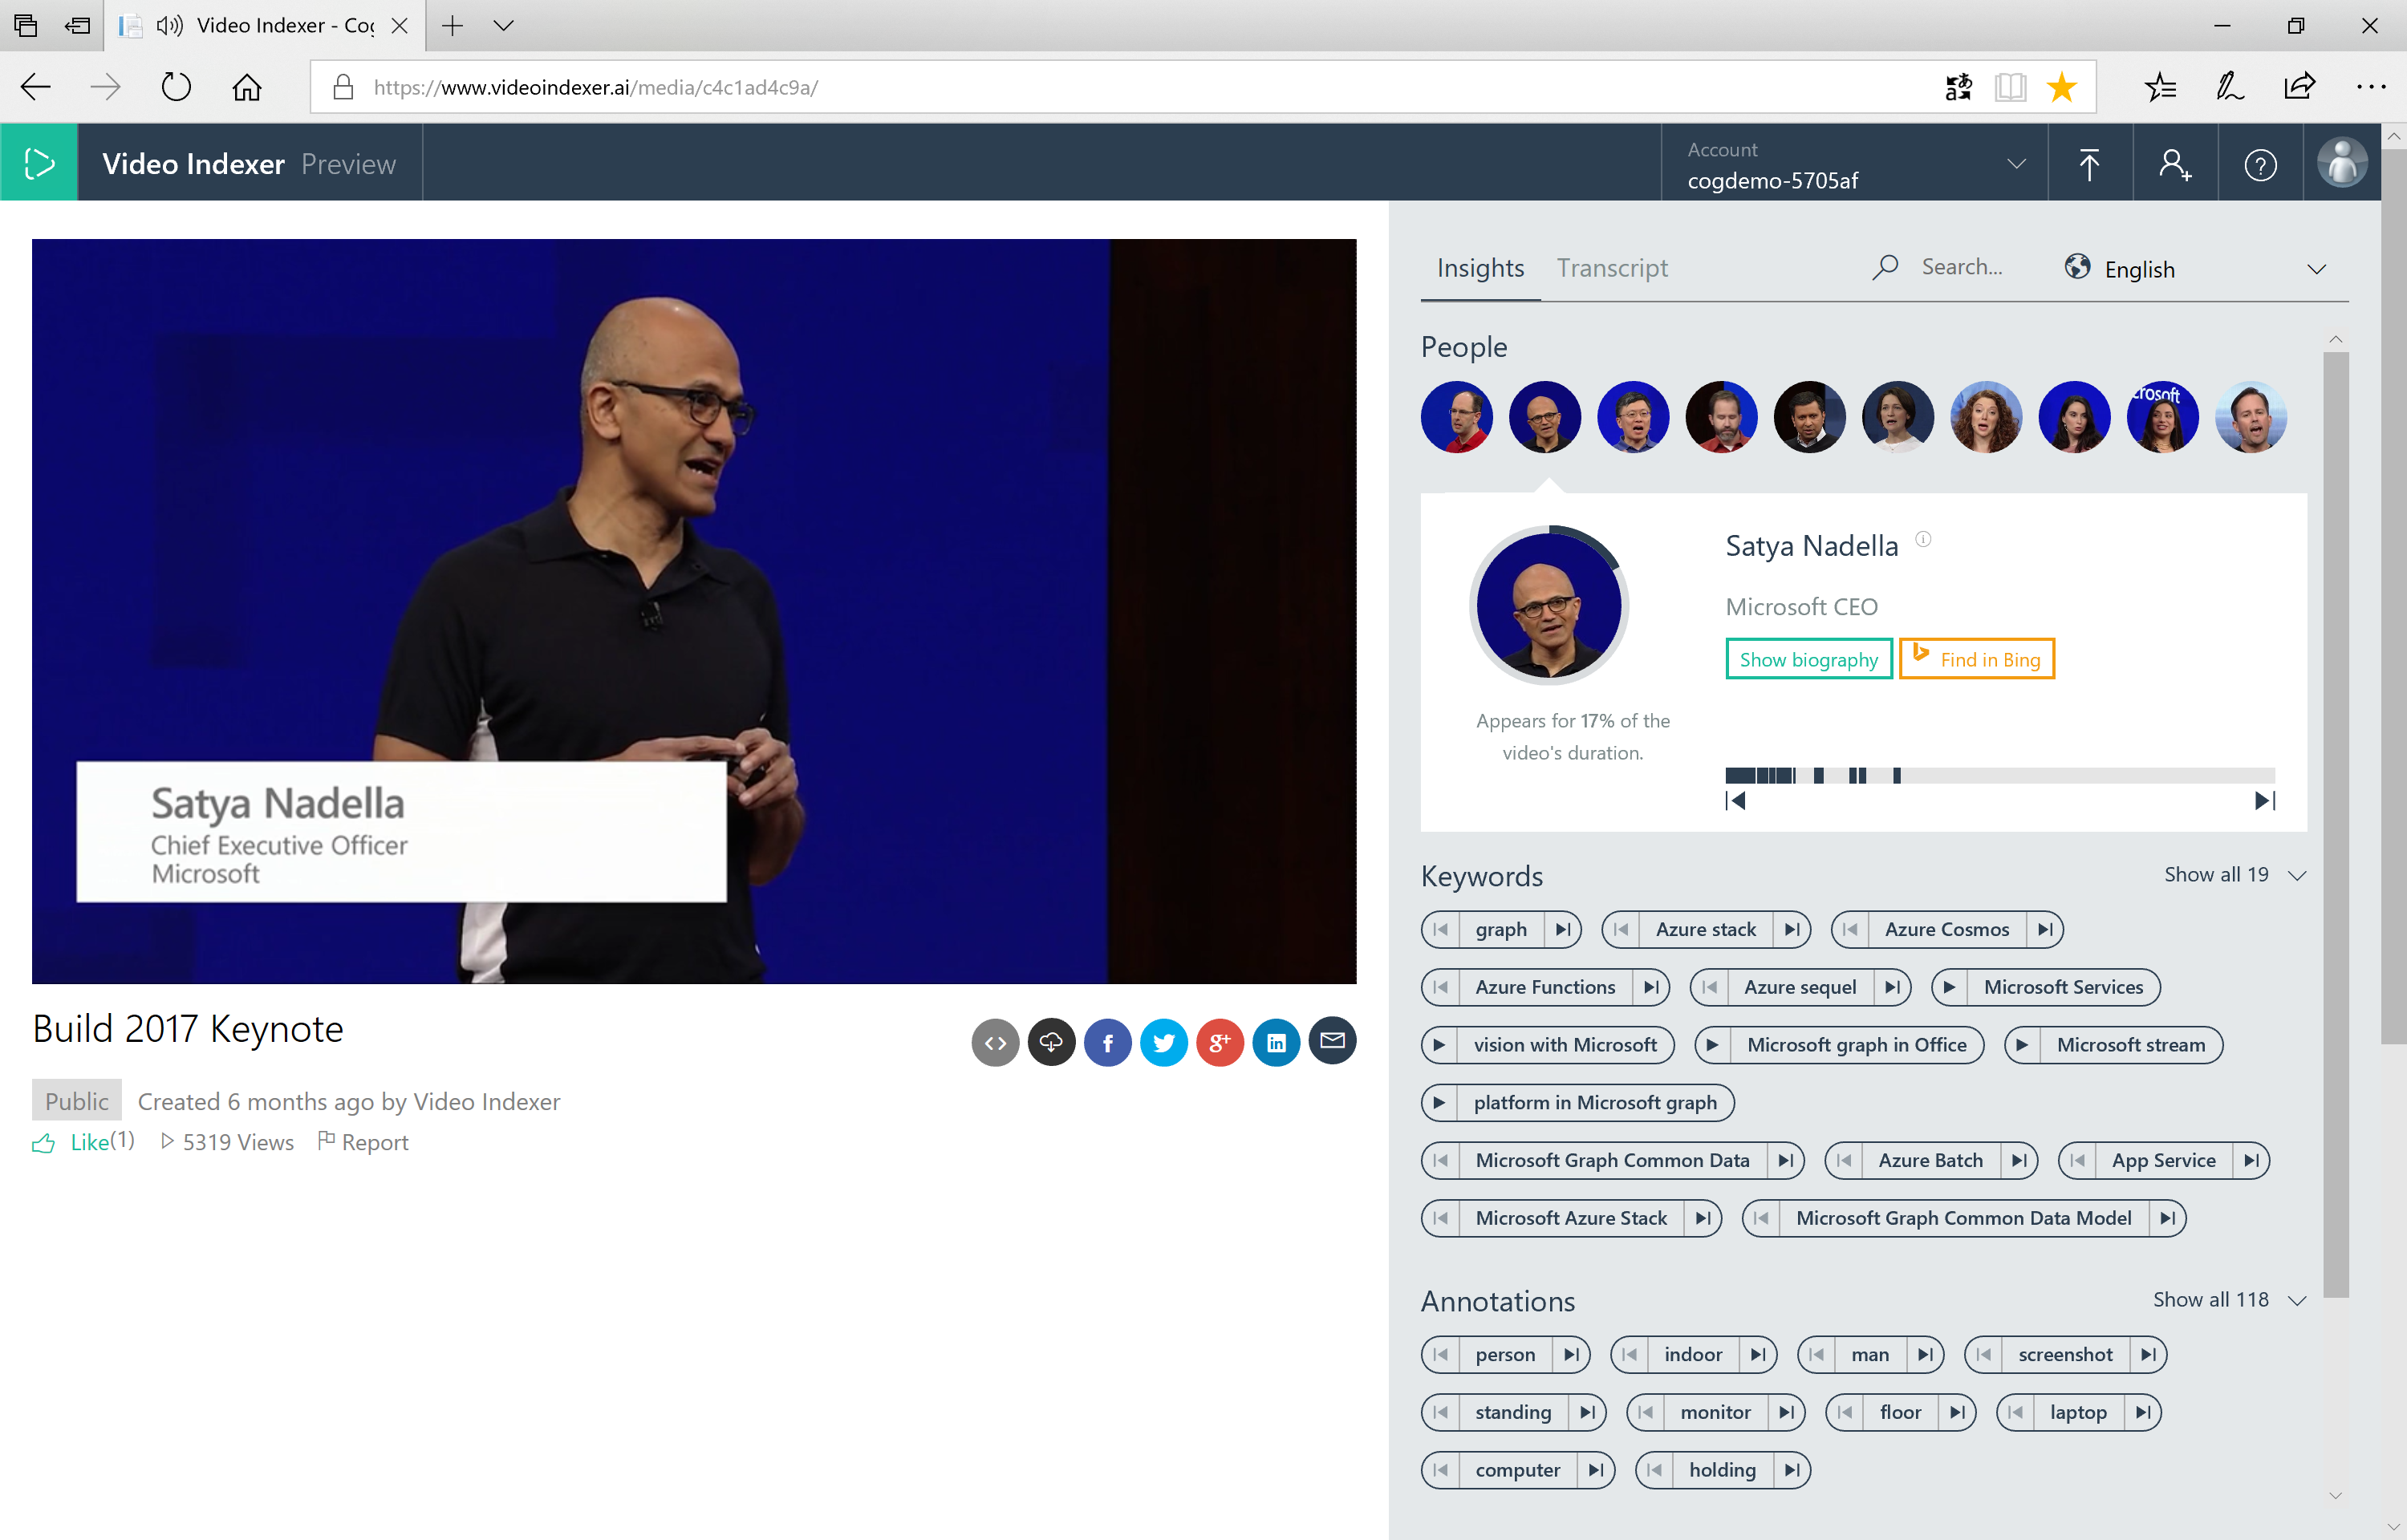 Video Indexer - Cog
https://www.videoindexer.ai/media/c4c1ad4c9a/
Video Indexer Preview
Account
cogdemo-5705af
Satya Nadella
Chief Executive Officer
Microsoft
Build 2017 Keynote
Public Created 6 months ago by Video Indexer
Like(1) 5319 Views Report
Insights Transcript Search... English
People
crosoft
Satya Nadella
Microsoft CEO
Show biography Find in Bing
Appears for 17% of the
video's duration.
Keywords Show all 19
graph Azure stack Azure Cosmos
Azure Functions Azure sequel Microsoft Services
vision with Microsoft Microsoft graph in Office Microsoft stream
platform in Microsoft graph
Microsoft Graph Common Data Azure Batch App Service
Microsoft Azure Stack Microsoft Graph Common Data Model
Annotations Show all 118
person indoor man screenshot
standing monitor floor laptop
computer holding